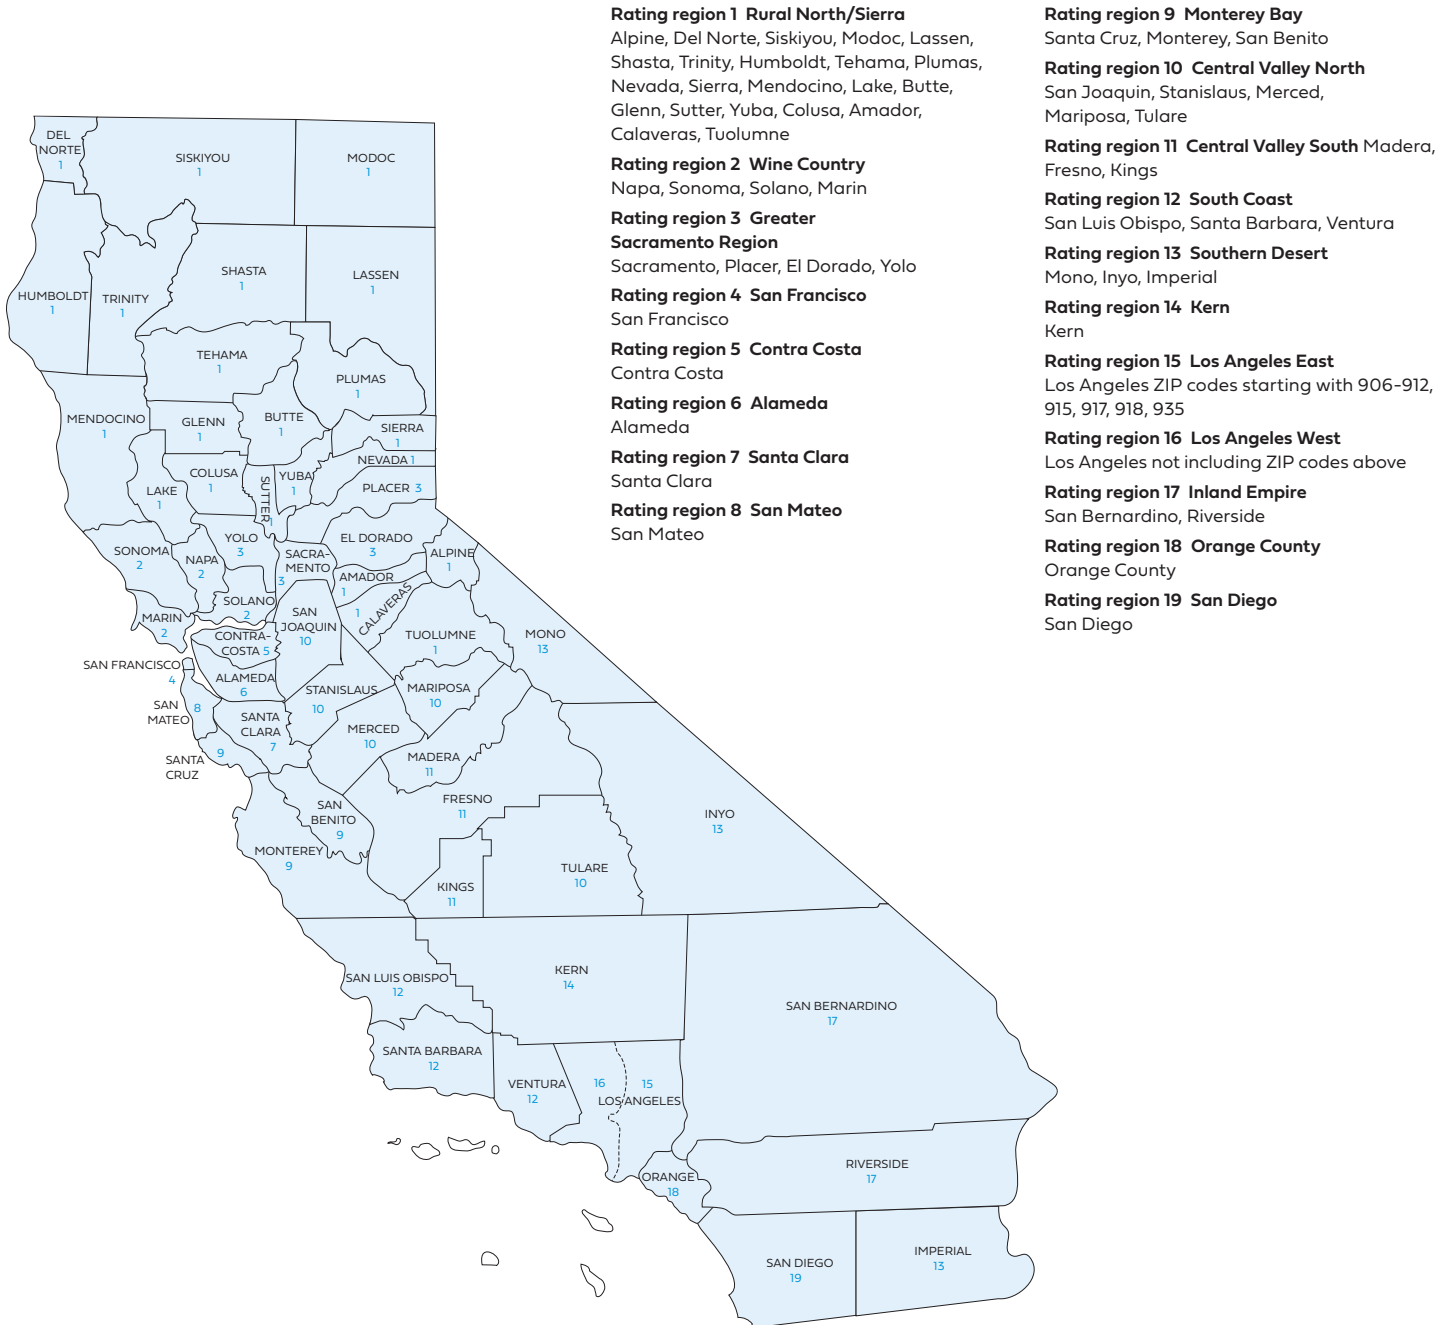 Rating region 1 Rural North/Sierra
Alpine, Del Norte, Siskiyou, Modoc, Lassen,
Shasta, Trinity, Humboldt, Tehama, Plumas,
Nevada, Sierra, Mendocino, Lake, Butte,
Glenn, Sutter, Yuba, Colusa, Amador,
Calaveras, Tuolumne
Rating region 2 Wine Country
Napa, Sonoma, Solano, Marin
Rating region 3 Greater
Sacramento Region
Sacramento, Placer, El Dorado, Yolo
Rating region 4 San Francisco
San Francisco
Rating region 5 Contra Costa
Contra Costa
Rating region 6 Alameda
Alameda
Rating region 7 Santa Clara
Santa Clara
Rating region 8 San Mateo
San Mateo
Rating region 9 Monterey Bay
Santa Cruz, Monterey, San Benito
Rating region 10 Central Valley North
San Joaquin, Stanislaus, Merced,
Mariposa, Tulare
Rating region 11 Central Valley South Madera,
Fresno, Kings
Rating region 12 South Coast
San Luis Obispo, Santa Barbara, Ventura
Rating region 13 Southern Desert
Mono, Inyo, Imperial
Rating region 14 Kern
Kern
Rating region 15 Los Angeles East
Los Angeles ZIP codes starting with 906-912,
915, 917, 918, 935
Rating region 16 Los Angeles West
Los Angeles not including ZIP codes above
Rating region 17 Inland Empire
San Bernardino, Riverside
Rating region 18 Orange County
Orange County
Rating region 19 San Diego
San Diego
DEL
NORTE
1
SISKIYOU
1
MODOC
1
HUMBOLDT
1
TRINITY
1
SHASTA
1
LASSEN
1
TEHAMA
1
PLUMAS
1
MENDOCINO
1
GLENN
1
BUTTE
1
SIERRA
1
NEVADA 1
PLACER 3
COLUSA
1
SUTTER
1
YUBA
1
LAKE
1
SONOMA
2
NAPA
2
YOLO
3
SACRA-
MENTO
3
EL DORADO
3
ALPINE
1
AMADOR
1
CALAVERAS
1
SOLANO
2
MARIN
2
SAN
JOAQUIN
10
CONTRA-
COSTA 5
TUOLUMNE
1
MONO
13
SAN FRANCISCO
4
ALAMEDA
6
STANISLAUS
10
MARIPOSA
10
SAN
MATEO
8
SANTA
CLARA
7
MERCED
10
SANTA
CRUZ
9
MADERA
11
SAN
BENITO
9
FRESNO
11
INYO
13
MONTEREY
9
TULARE
10
KINGS
11
SAN LUIS OBISPO
12
KERN
14
SAN BERNARDINO
17
SANTA BARBARA
12
VENTURA
12
16
15
LOS ANGELES
ORANGE
18
RIVERSIDE
17
SAN DIEGO
19
IMPERIAL
13